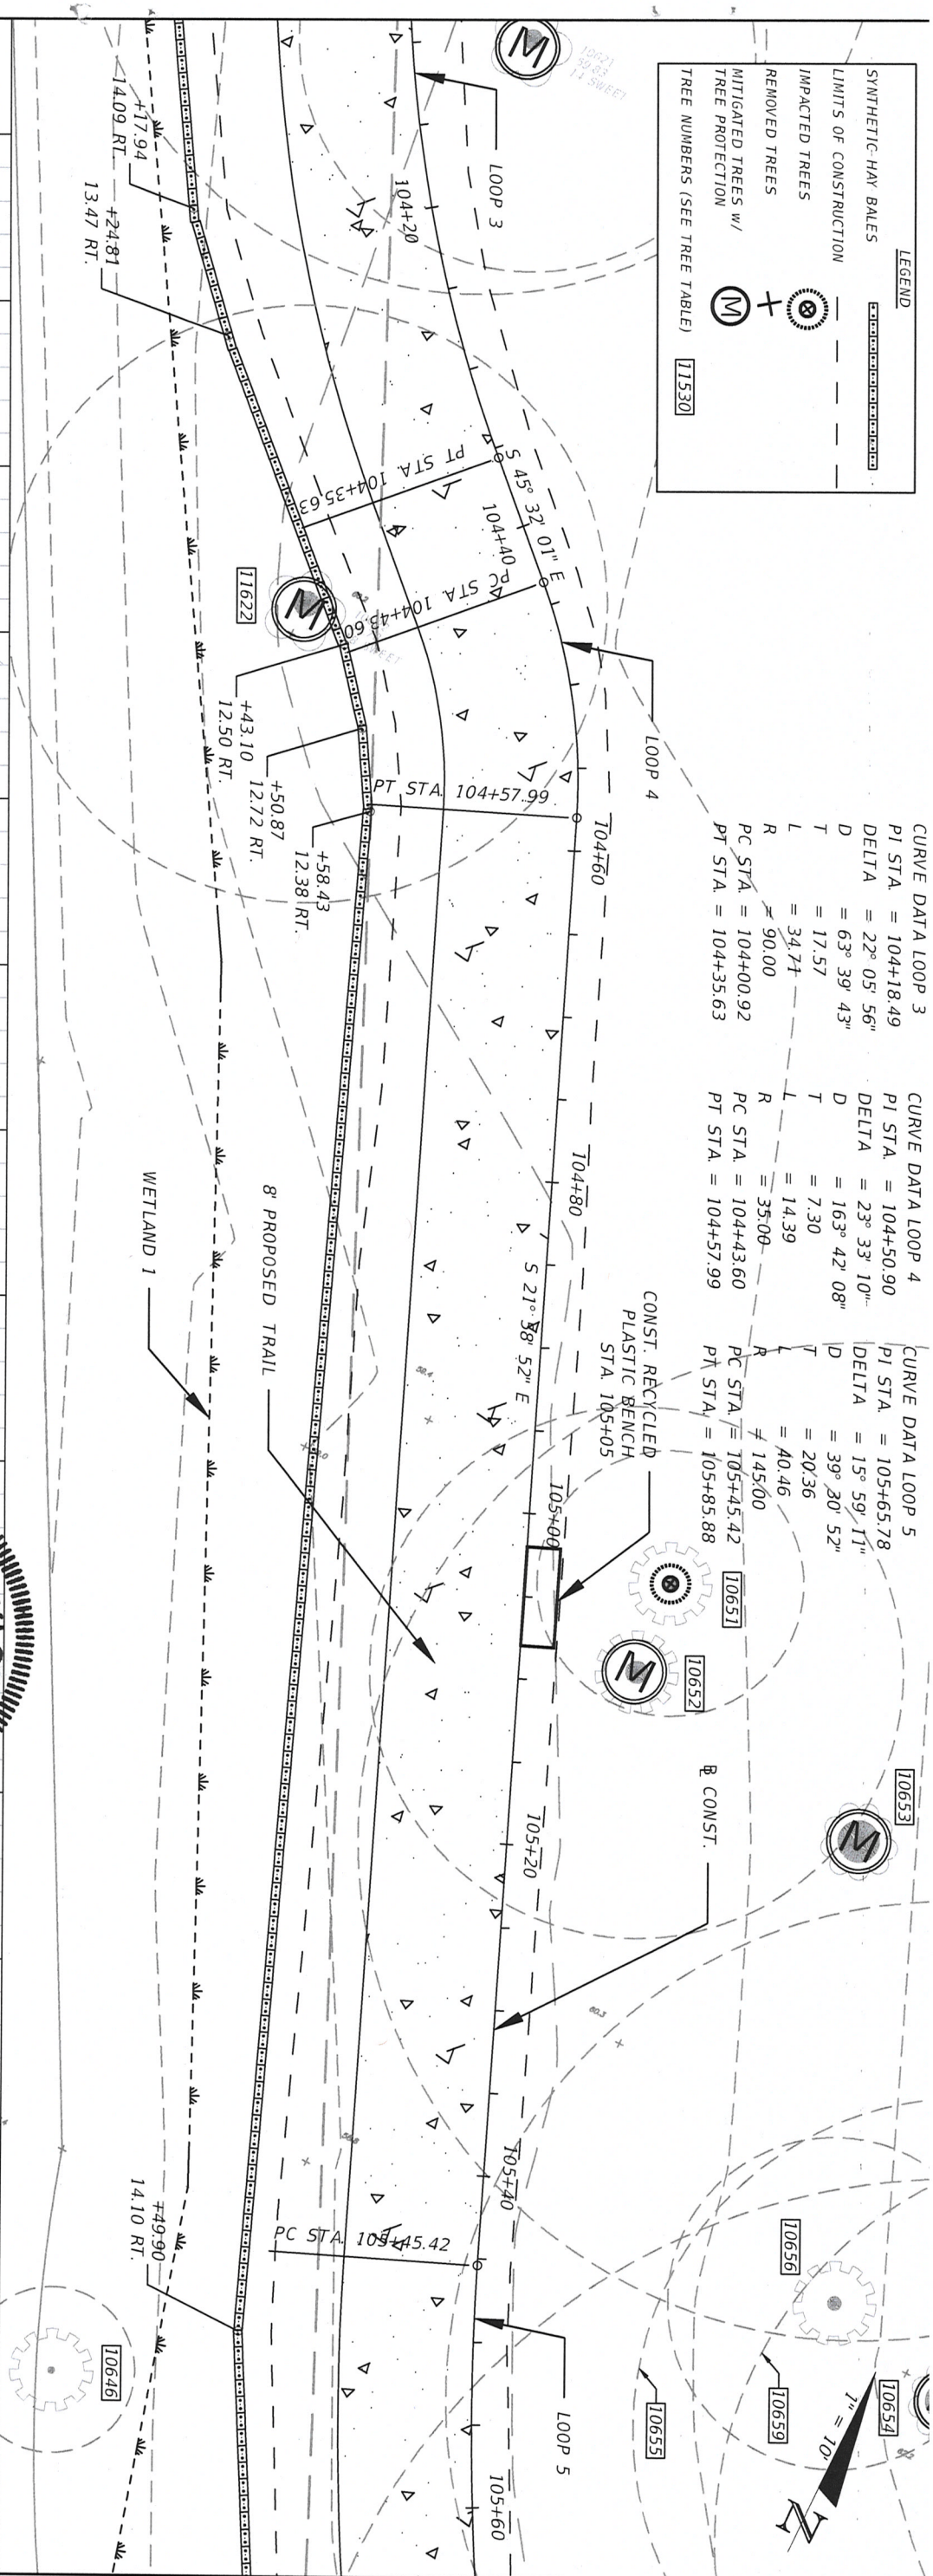 LEGEND
SYNTHETIC HAY BALES
LIMITS OF CONSTRUCTION
IMPACTED TREES
REMOVED TREES
MITIGATED TREES W/
TREE PROTECTION
M
TREE NUMBERS (SEE TREE TABLE) 11530
CURVE DATA LOOP 3
PI STA. = 104+18.49
DELTA = 22° 05' 56"
D = 63° 39' 43"
T = 17.57
L = 34.71
R = 90.00
PC STA. = 104+00.92
PT STA. = 104+35.63
CURVE DATA LOOP 4
PI STA. = 104+50.90
DELTA = 23° 33' 10"
D = 163° 42' 08"
T = 7.30
L = 14.39
R = 35.00
PC STA. = 104+43.60
PT STA. = 104+57.99
CURVE DATA LOOP 5
PI STA. = 105+65.78
DELTA = 15° 59' 11"
D = 39° 30' 52"
T = 20.36
L = 40.46
R = 145.00
PC STA. = 105+45.42
PT STA. = 105+85.88
M
10621
50.83
14 SWEET
LOOP 3
104+20
S 45° 32' 01" E
PT STA. 104+35.63
104+40
PC STA. 104+43.60
LOOP 4
PT STA. 104+57.99
104+60
104+80
S 21° 58' 52" E
CONST. RECYCLED
PLASTIC BENCH
STA. 105+05
105+00
10651
M
10652
10653
M
℄ CONST.
105+20
105+40
PC STA. 105+45.42
LOOP 5
105+60
10656
10654
10659
10655
1" = 10'
N
+17.94
14.09 RT.
+24.81
13.47 RT.
11622
M
+43.10
12.50 RT.
+50.87
12.72 RT.
+58.43
12.38 RT.
WETLAND 1
8' PROPOSED TRAIL
60.3
+49.90
14.10 RT.
10646